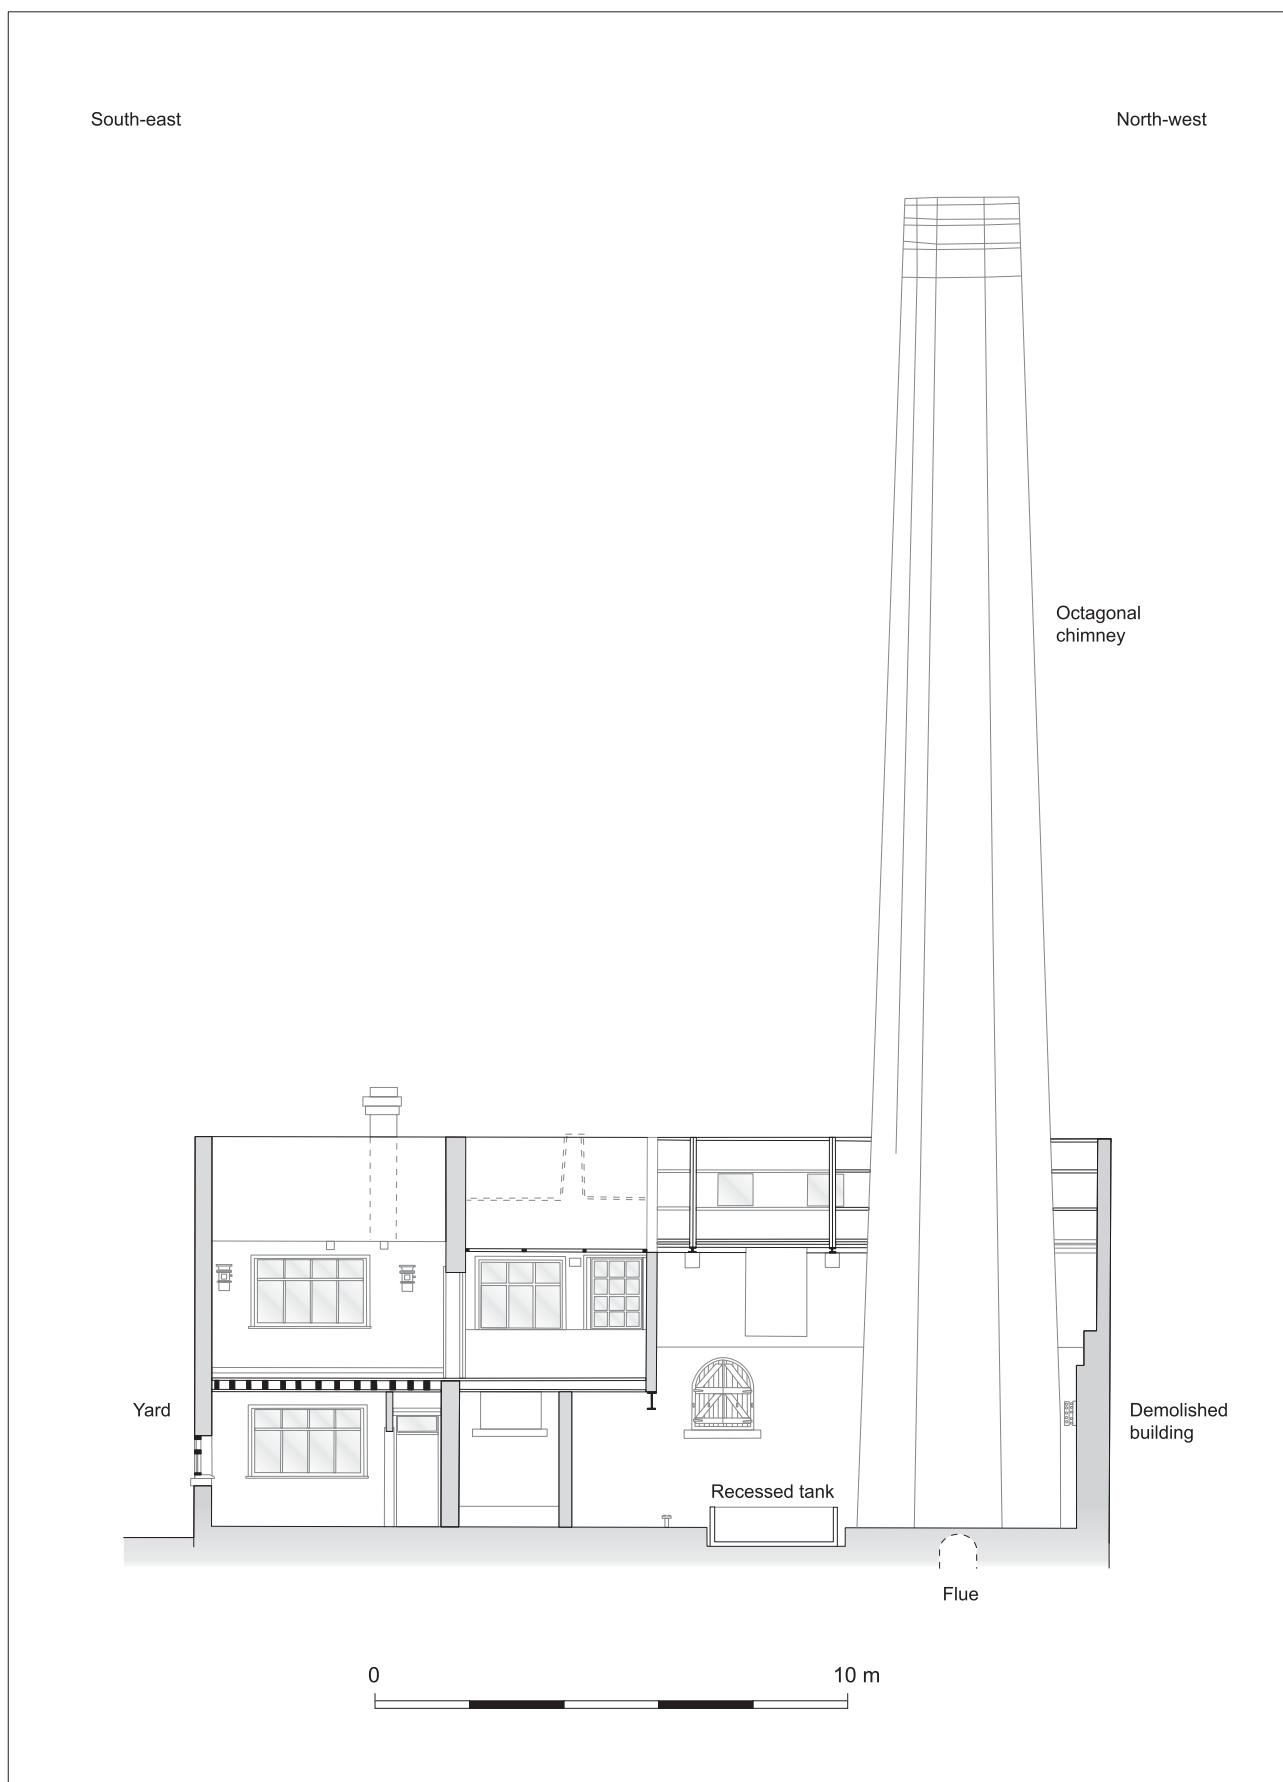 South-east
North-west
Octagonal
chimney
Yard
Demolished
building
Recessed tank
Flue
0
10 m